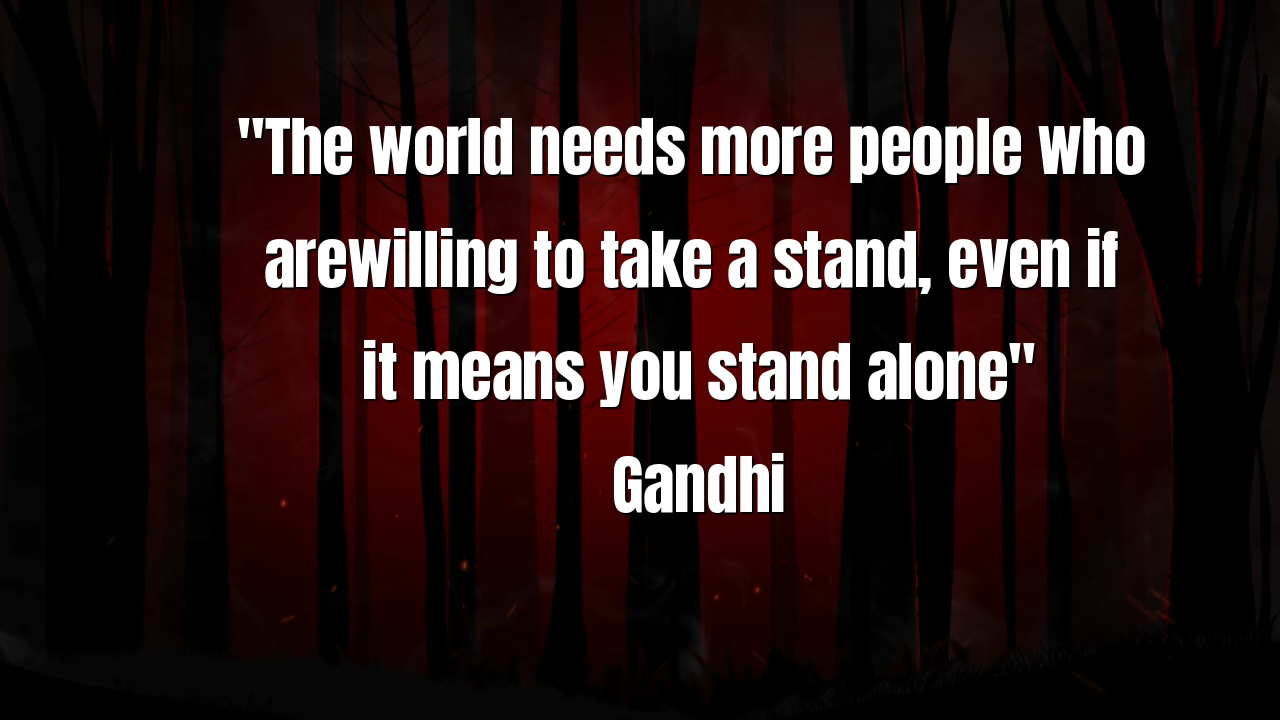 "The world needs more people who
arewilling to take a stand, even if
it means you stand alone"
Gandhi